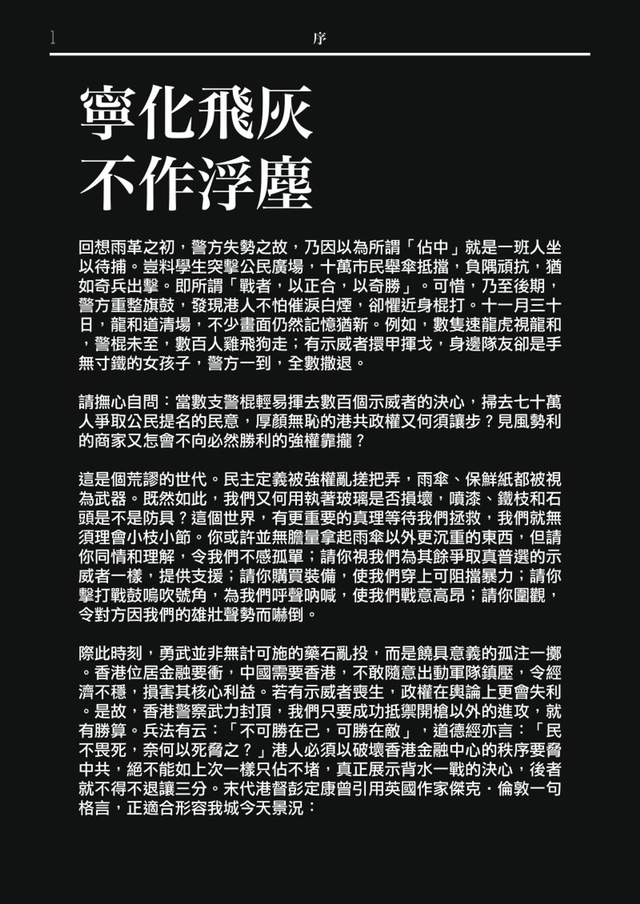 1
序
寧化飛灰
不作浮塵
回想雨革之初，警方失勢之故，乃因以為所謂「佔中」就是一班人坐
以待捕。豈料學生突擊公民廣場，十萬市民舉傘抵擋，負隅頑抗，猶
如奇兵出擊。即所謂「戰者，以正合，以奇勝」。可惜，乃至後期，
警方重整旗鼓，發現港人不怕催淚白煙，卻懼近身棍打。十一月三十
日，龍和道清場，不少畫面仍然記憶猶新。例如，數隻速龍虎視龍和
，警棍未至，數百人雞飛狗走；有示威者擐甲揮戈，身邊隊友卻是手
無寸鐵的女孩子，警方一到，全數撤退。
請撫心自問：當數支警棍輕易揮去數百個示威者的決心，掃去七十萬
人爭取公民提名的民意，厚顏無恥的港共政權又何須讓步？見風勢利
的商家又怎會不向必然勝利的強權靠攏？
這是個荒謬的世代。民主定義被強權亂搓把弄，雨傘、保鮮紙都被視
為武器。既然如此，我們又何用執著玻璃是否損壞，噴漆、鐵枝和石
頭是不是防具？這個世界，有更重要的真理等待我們拯救，我們就無
須理會小枝小節。你或許並無膽量拿起雨傘以外更沉重的東西，但請
你同情和理解，令我們不感孤單；請你視我們為其餘爭取真普選的示
威者一樣，提供支援；請你購買裝備，使我們穿上可阻擋暴力；請你
擊打戰鼓鳴吹號角，為我們呼聲吶喊，使我們戰意高昂；請你圍觀，
令對方因我們的雄壯聲勢而嚇倒。
際此時刻，勇武並非無計可施的藥石亂投，而是饒具意義的孤注一擲
。香港位居金融要衝，中國需要香港，不敢隨意出動軍隊鎮壓，令經
濟不穩，損害其核心利益。若有示威者喪生，政權在輿論上更會失利
。是故，香港警察武力封頂，我們只要成功抵禦開槍以外的進攻，就
有勝算。兵法有云：「不可勝在己，可勝在敵」，道德經亦言：「民
不畏死，奈何以死脅之？」港人必須以破壞香港金融中心的秩序要脅
中共，絕不能如上次一樣只佔不堵，真正展示背水一戰的決心，後者
就不得不退讓三分。末代港督彭定康曾引用英國作家傑克．倫敦一句
格言，正適合形容我城今天景況：